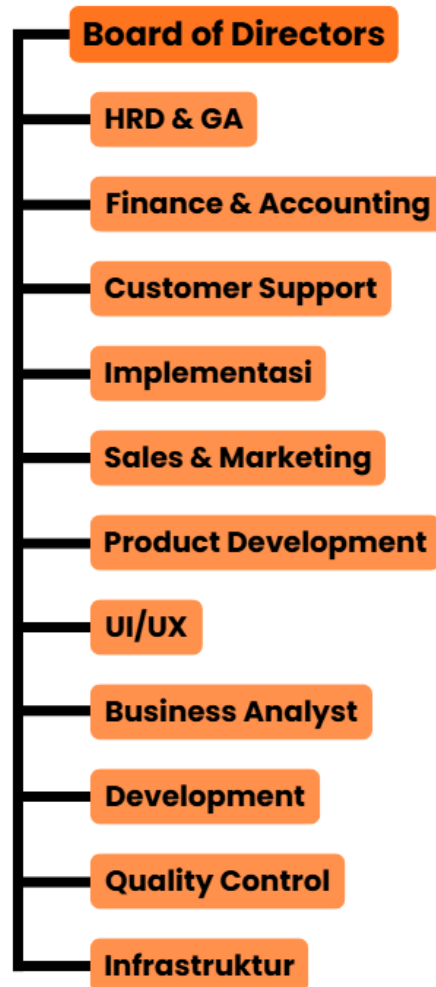 Board of Directors
HRD & GA
Finance & Accounting
Customer Support
Implementasi
Sales & Marketing
Product Development
UI/UX
Business Analyst
Development
Quality Control
Infrastruktur